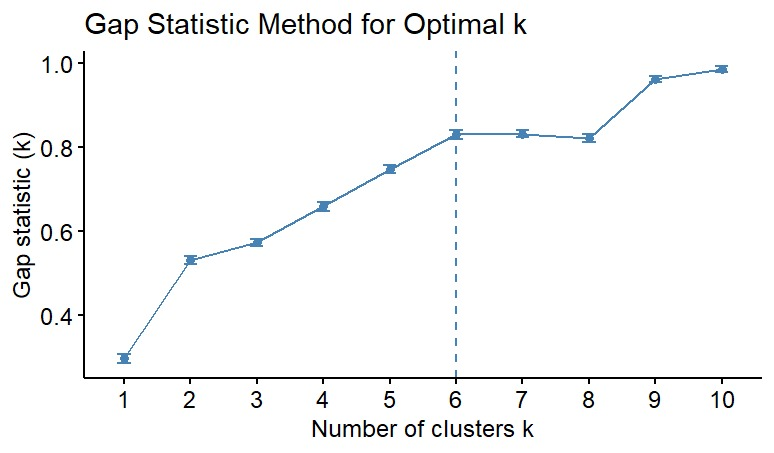 Gap Statistic Method for Optimal k
1.0
0.8
0.6
0.4
Gap statistic (k)
1 2 3 4 5 6 7 8 9 10
Number of clusters k